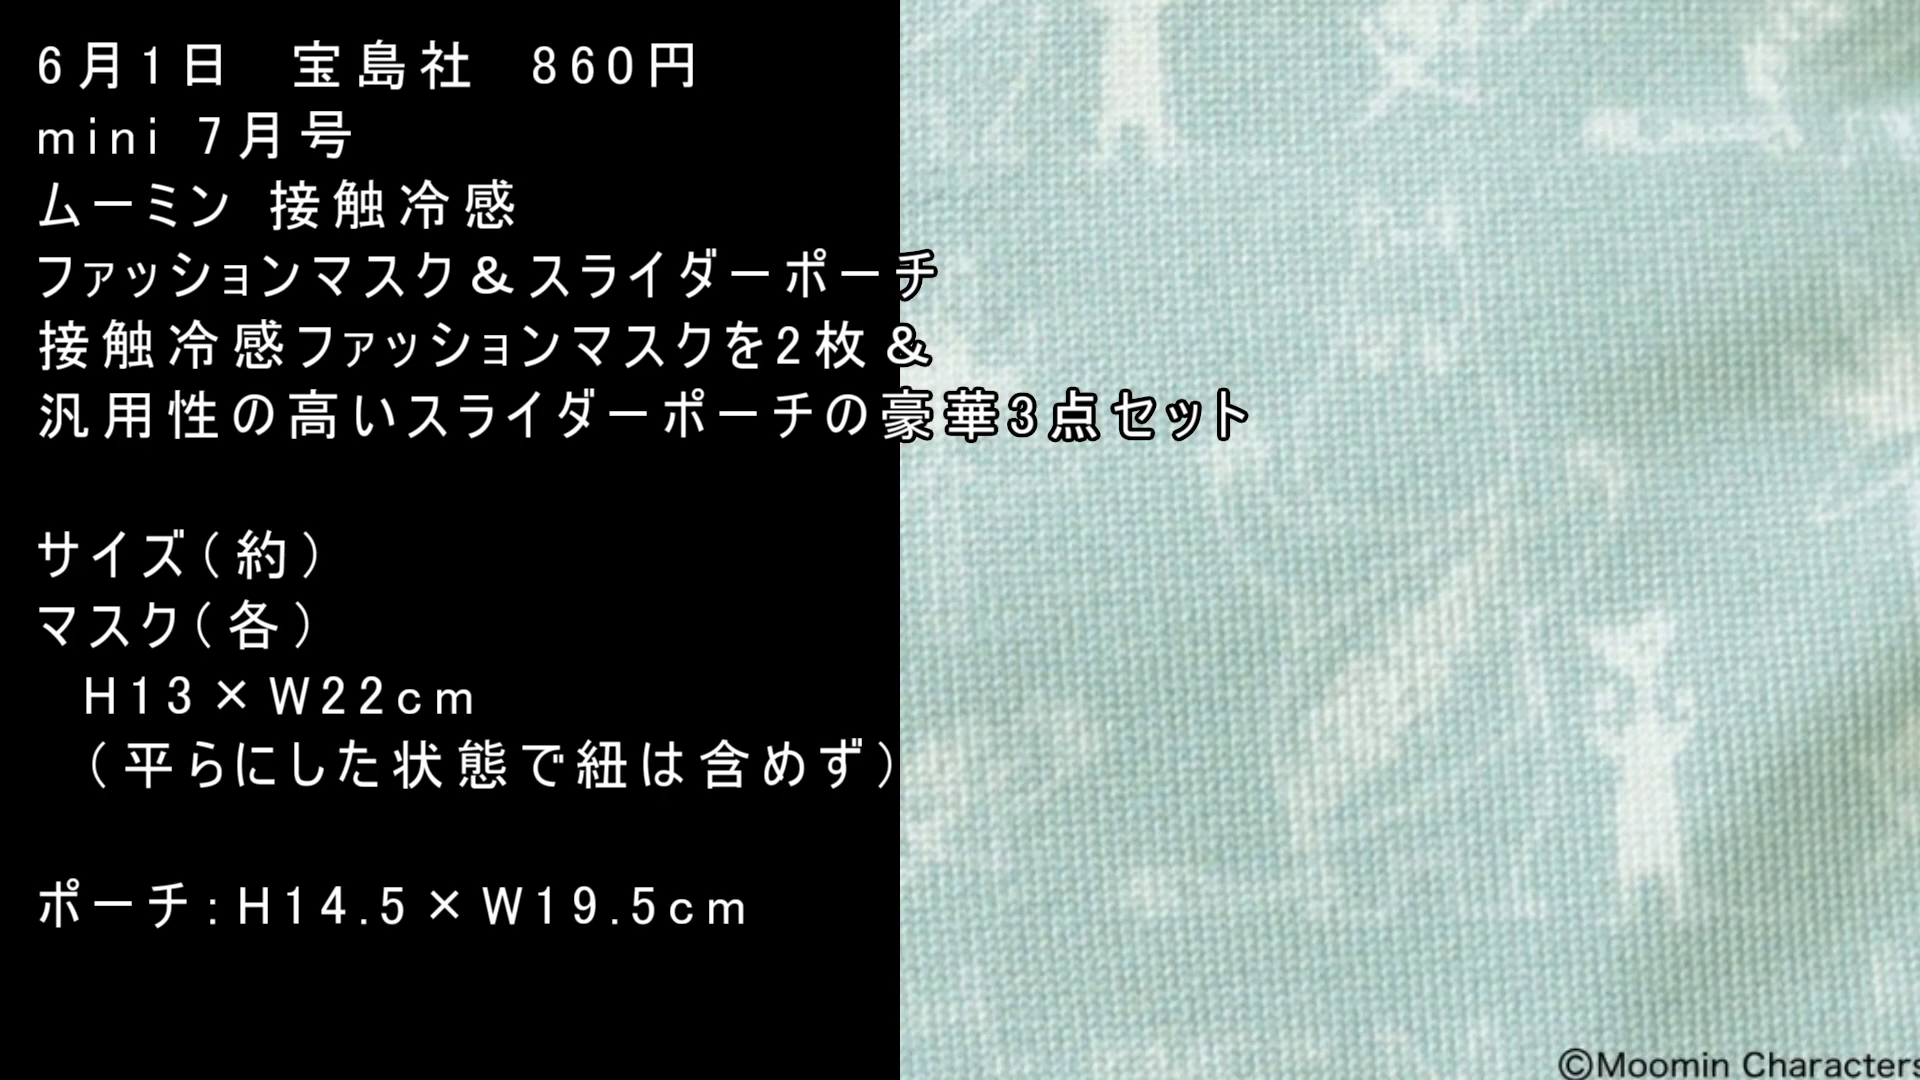 6月1日　宝島社　860円
mini 7月号
ムーミン 接触冷感
ファッションマスク&スライダーポーチ
接触冷感ファッションマスクを2枚&
汎用性の高いスライダーポーチの豪華3点セット
サイズ(約)
マスク(各)
H13×W22cm
(平らにした状態で紐は含めず)
ポーチ:H14.5×W19.5cm
©Moomin Characters